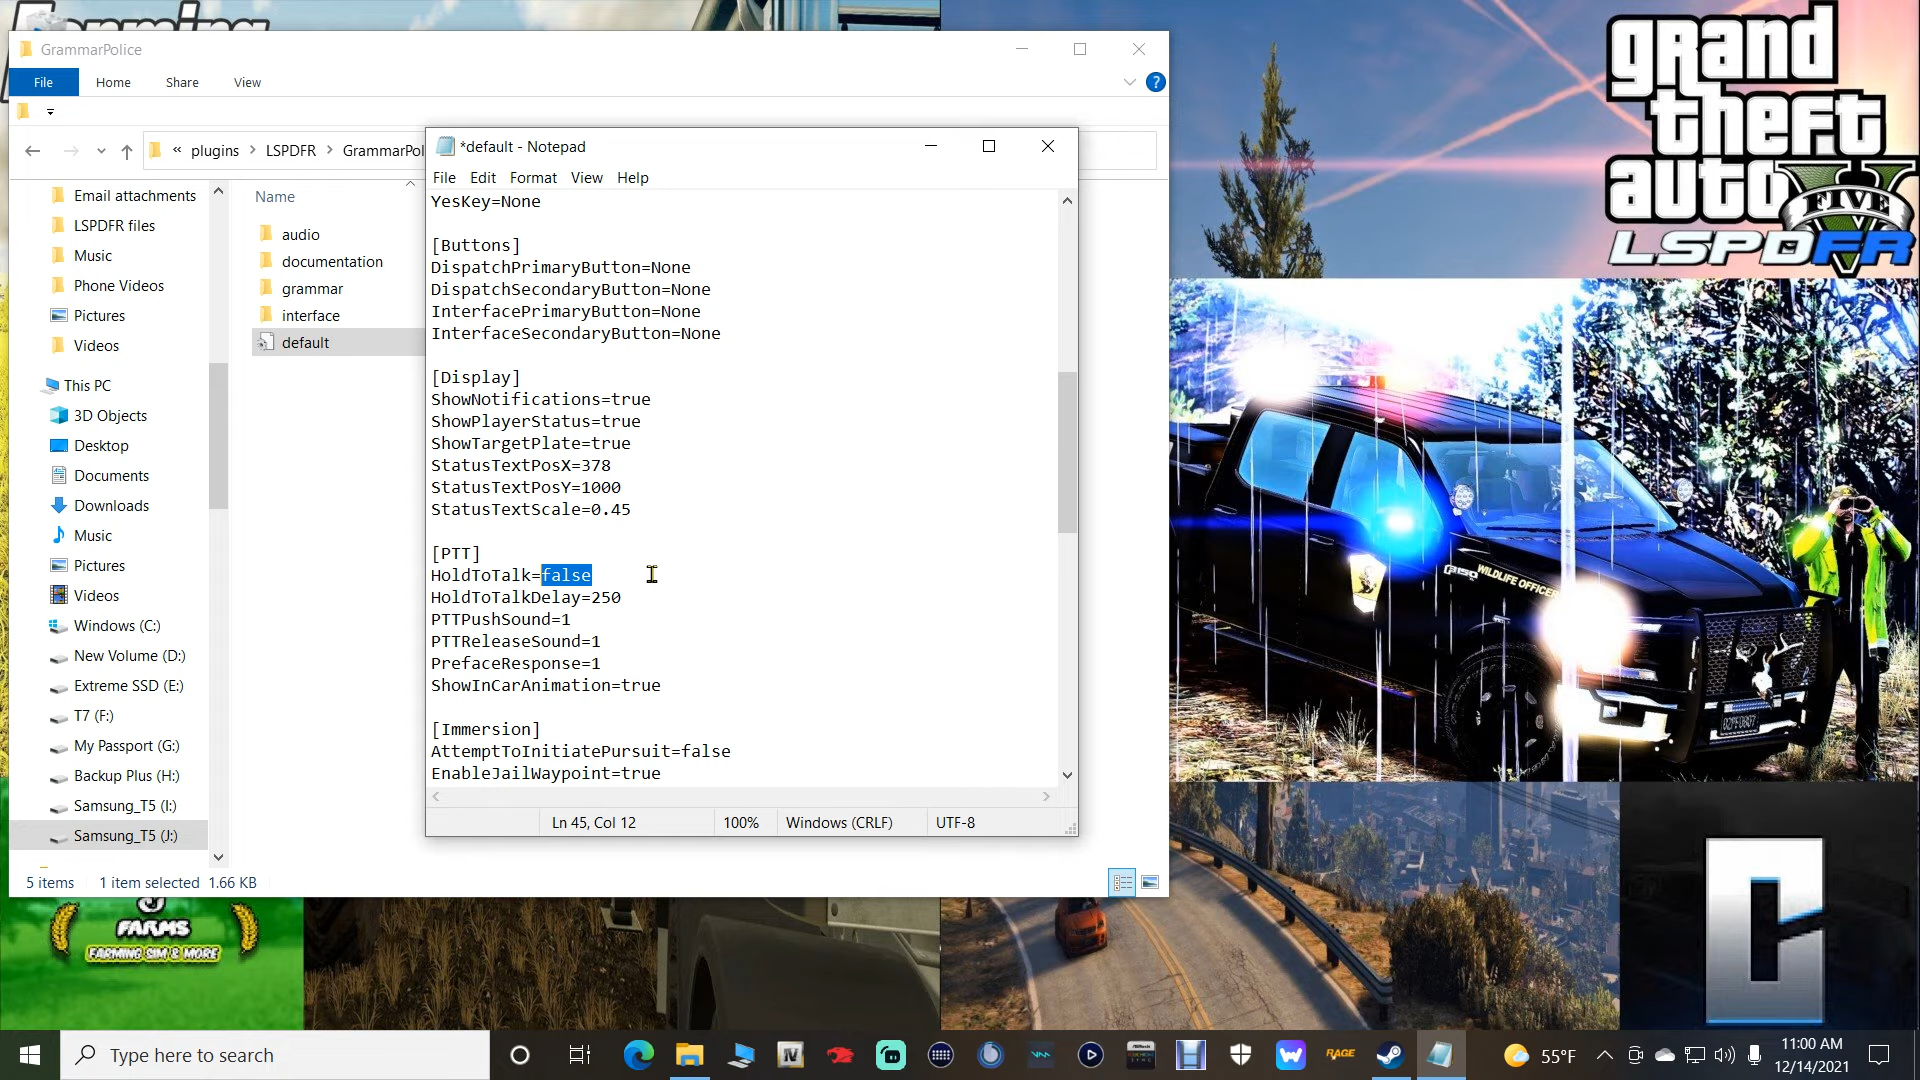 GrammarPolice
File
Home
Share
View
plugins
LSPDFR
GrammarPol
Email attachments
LSPDFR files
Music
Phone Videos
Pictures
Videos
This PC
3D Objects
Desktop
Documents
Downloads
Music
Pictures
Videos
Windows (C:)
New Volume (D:)
Extreme SSD (E:)
T7 (F:)
My Passport (G:)
Backup Plus (H:)
Samsung_T5 (I:)
Samsung_T5 (J:)
Name
audio
documentation
grammar
interface
default
5 items 1 item selected 1.66 KB
*default - Notepad
File Edit Format View Help
YesKey=None
[Buttons]
DispatchPrimaryButton=None
DispatchSecondaryButton=None
InterfacePrimaryButton=None
InterfaceSecondaryButton=None
[Display]
ShowNotifications=true
ShowPlayerStatus=true
ShowTargetPlate=true
StatusTextPosX=378
StatusTextPosY=1000
StatusTextScale=0.45
[PTT]
HoldToTalk=false
HoldToTalkDelay=250
PTTPushSound=1
PTTReleaseSound=1
PrefaceResponse=1
ShowInCarAnimation=true
[Immersion]
AttemptToInitiatePursuit=false
EnableJailWaypoint=true
Ln 45, Col 12
100%
Windows (CRLF)
UTF-8
grand
theft
auto
FIVE
LSPDFR
WILDLIFE OFFICER
FARMS
FARMING SIM & MORE
Type here to search
RAGE
55°F
11:00 AM
12/14/2021